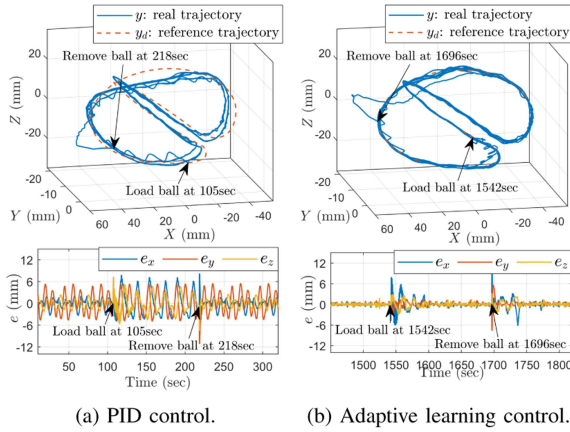 y: real trajectory
y_d: reference trajectory
Remove ball at 218sec
Z (mm)
20
0
-20
Load ball at 105sec
-20
-10
0
Y (mm)
60 40 20 0 -20 -40
X (mm)
e_x e_y e_z
e (mm)
12
6
0
-6
-12
Load ball at 105sec
Remove ball at 218sec
100 200 300
Time (sec)
(a) PID control.
y: real trajectory
y_d: reference trajectory
Remove ball at 1696sec
Z (mm)
20
0
-20
Load ball at 1542sec
-20
-10
0
Y (mm)
60 40 20 0 -20 -40
X (mm)
e_x e_y e_z
e (mm)
12
6
0
-6
-12
Load ball at 1542sec
Remove ball at 1696sec
1500 1550 1600 1650 1700 1750 1800
Time (sec)
(b) Adaptive learning control.